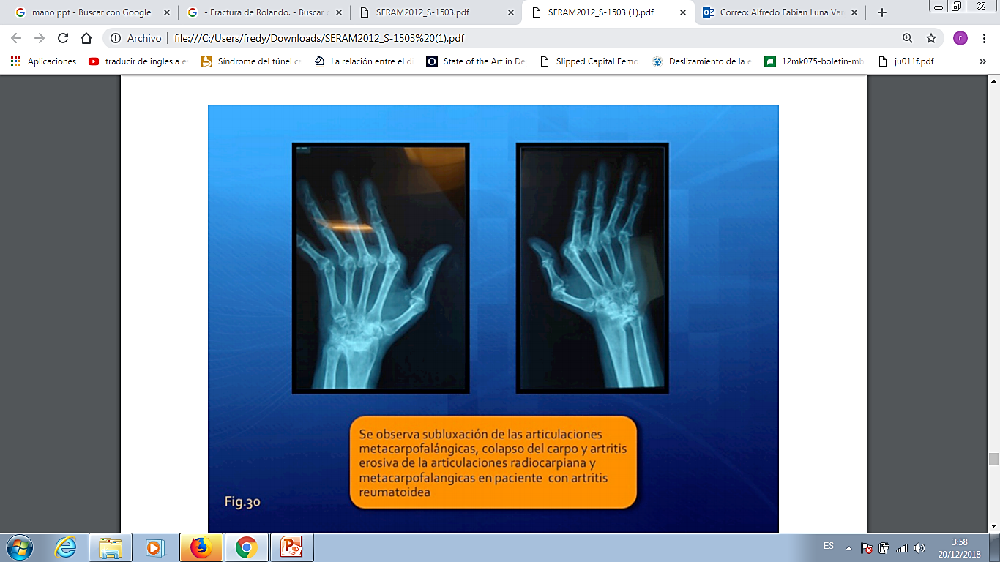 mano ppt - Buscar con Google
- Fractura de Rolando. - Buscar c
SERAM2012_S-1503.pdf
SERAM2012_S-1503 (1).pdf
Correo: Alfredo Fabian Luna Var
Archivo
file:///C:/Users/fredy/Downloads/SERAM2012_S-1503%20(1).pdf
r
Aplicaciones
traducir de ingles a e
Síndrome del túnel ca
La relación entre el d
State of the Art in De
Slipped Capital Femo
Deslizamiento de la e
12mk075-boletin-mb
ju011f.pdf
»
Se observa subluxación de las articulaciones
metacarpofalángicas, colapso del carpo y artritis
erosiva de la articulaciones radiocarpiana y
metacarpofalangicas en paciente con artritis
reumatoidea
Fig.30
ES
3:58
20/12/2018